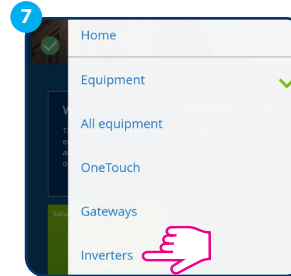 7
Home
Equipment
All equipment
OneTouch
Gateways
Inverters